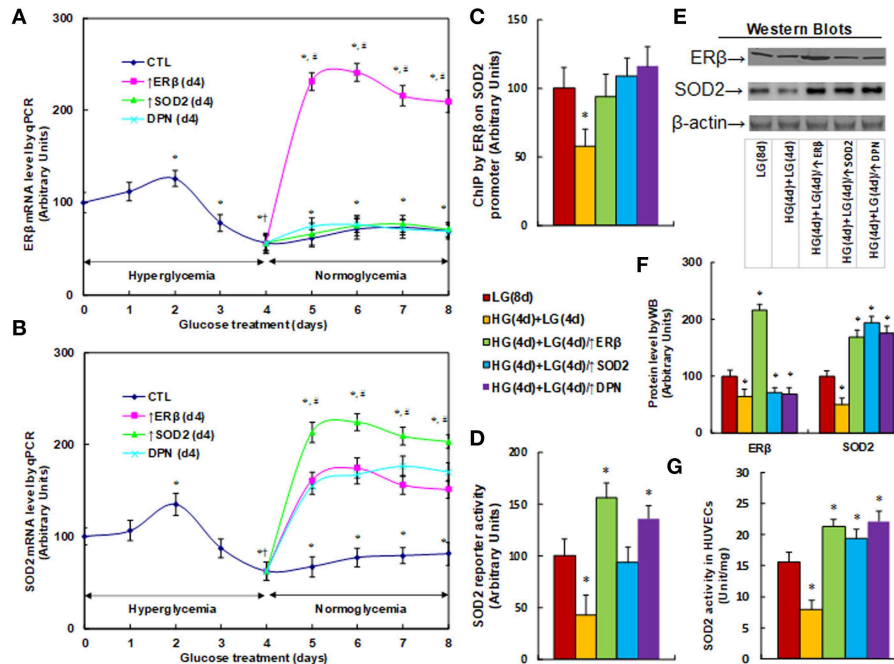 A
300
200
100
0
ERβ mRNA level by qPCR
(Arbitrary Units)
CTL
↑ERβ (d4)
↑SOD2 (d4)
DPN (d4)
*
*
*†
*, #
*, #
*, #
*, #
*
*
*
*
Hyperglycemia
Normoglycemia
0 1 2 3 4 5 6 7 8
Glucose treatment (days)
B
300
200
100
0
SOD2 mRNA level by qPCR
(Arbitrary Units)
CTL
↑ERβ (d4)
↑SOD2 (d4)
DPN (d4)
*
*†
*, #
*, #
*, #
*, #
*
*
*
*
Hyperglycemia
Normoglycemia
0 1 2 3 4 5 6 7 8
Glucose treatment (days)
C
150
100
50
0
ChIP by ERβ on SOD2
promoter (Arbitrary Units)
*
LG(8d)
HG(4d)+LG(4d)
HG(4d)+LG(4d)/↑ERβ
HG(4d)+LG(4d)/↑SOD2
HG(4d)+LG(4d)/↑DPN
D
200
150
100
50
0
SOD2 reporter activity
(Arbitrary Units)
*
*
*
E
Western Blots
ERβ→
SOD2→
β-actin→
LG(8d)
HG(4d)+LG(4d)
HG(4d)+LG(4d)/↑ERβ
HG(4d)+LG(4d)/↑SOD2
HG(4d)+LG(4d)/↑DPN
F
300
200
100
0
Protein level by WB
(Arbitrary Units)
* * * * * * * *
ERβ SOD2
G
30
20
10
0
SOD2 activity in HUVECs
(Unit/mg)
* * * *